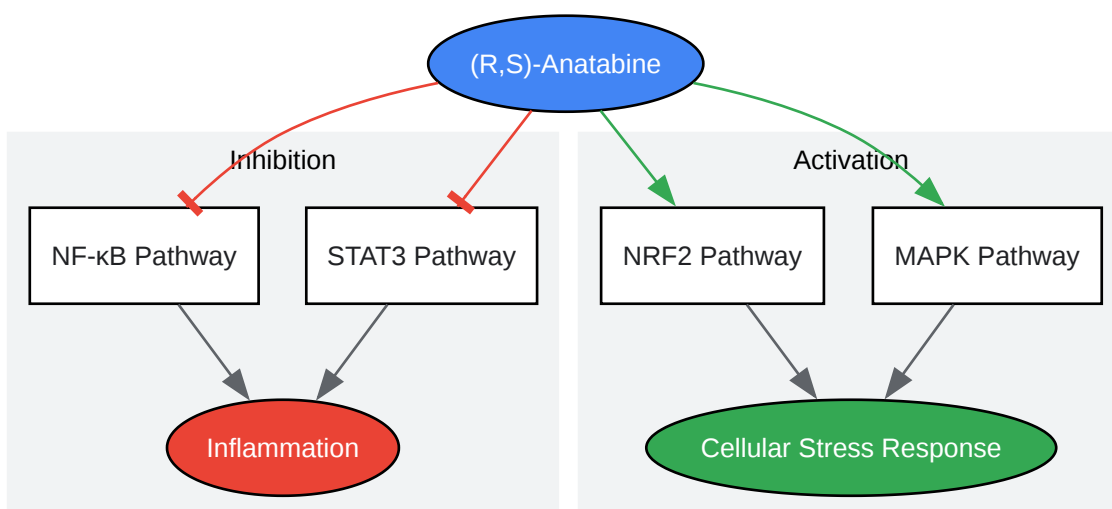 (R,S)-Anatabine
Inhibition
Activation
NF-κB Pathway
STAT3 Pathway
NRF2 Pathway
MAPK Pathway
Inflammation
Cellular Stress Response